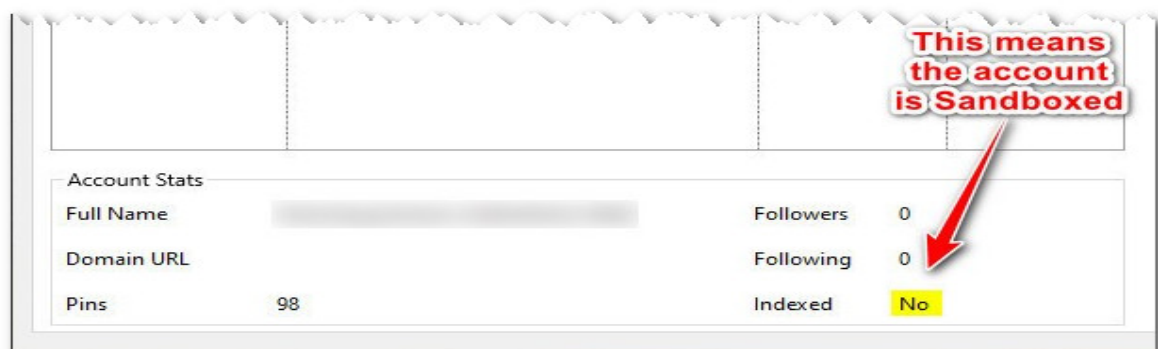 This means
the account
is Sandboxed
Account Stats
Full Name
Followers 0
Domain URL
Following 0
Pins 98
Indexed No